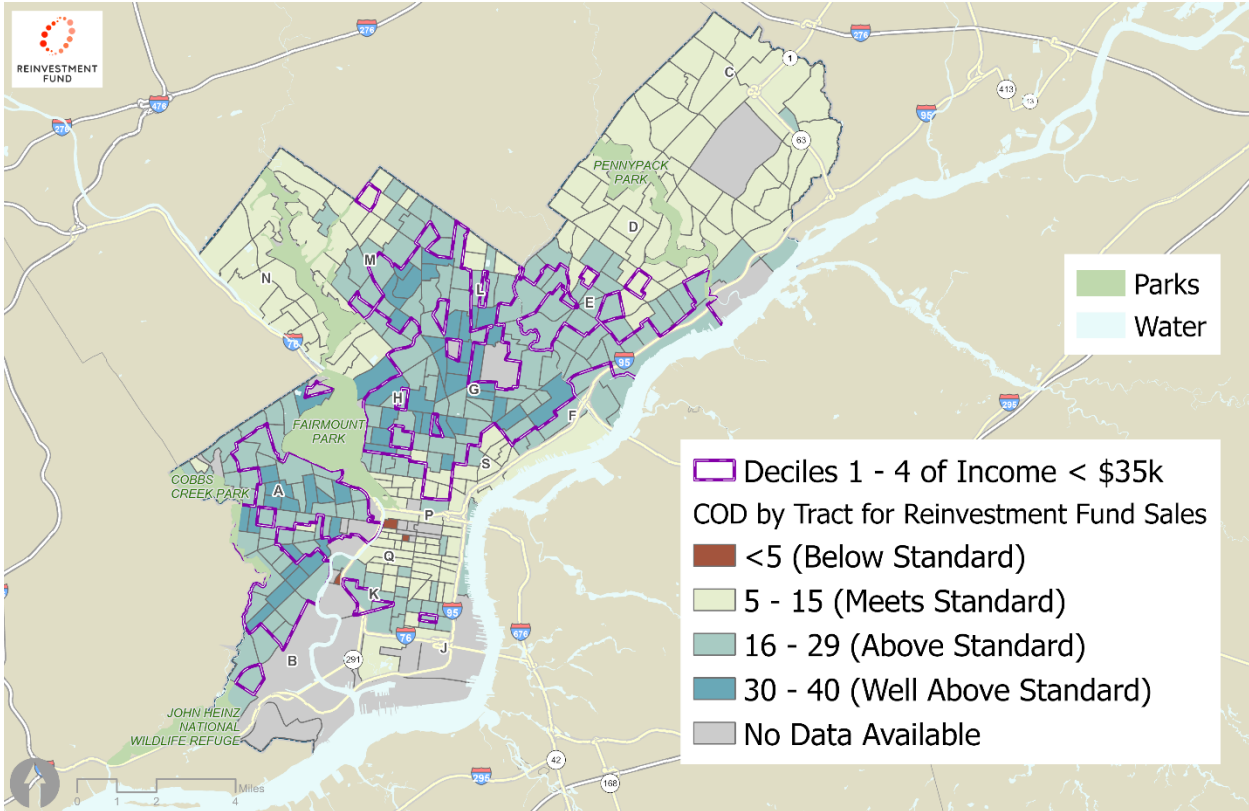 REINVESTMENT
FUND
276
276
476
276
1
413
13
95
63
C
PENNYPACK
PARK
D
N
M
L
E
76
95
G
H
F
FAIRMOUNT
PARK
S
COBBS
CREEK PARK
A
P
Q
K
B
95
76
676
J
291
295
JOHN HEINZ
NATIONAL
WILDLIFE REFUGE
95
95
295
42
168
Parks
Water
Deciles 1 - 4 of Income < $35k
COD by Tract for Reinvestment Fund Sales
<5 (Below Standard)
5 - 15 (Meets Standard)
16 - 29 (Above Standard)
30 - 40 (Well Above Standard)
No Data Available
Miles
0 1 2 4